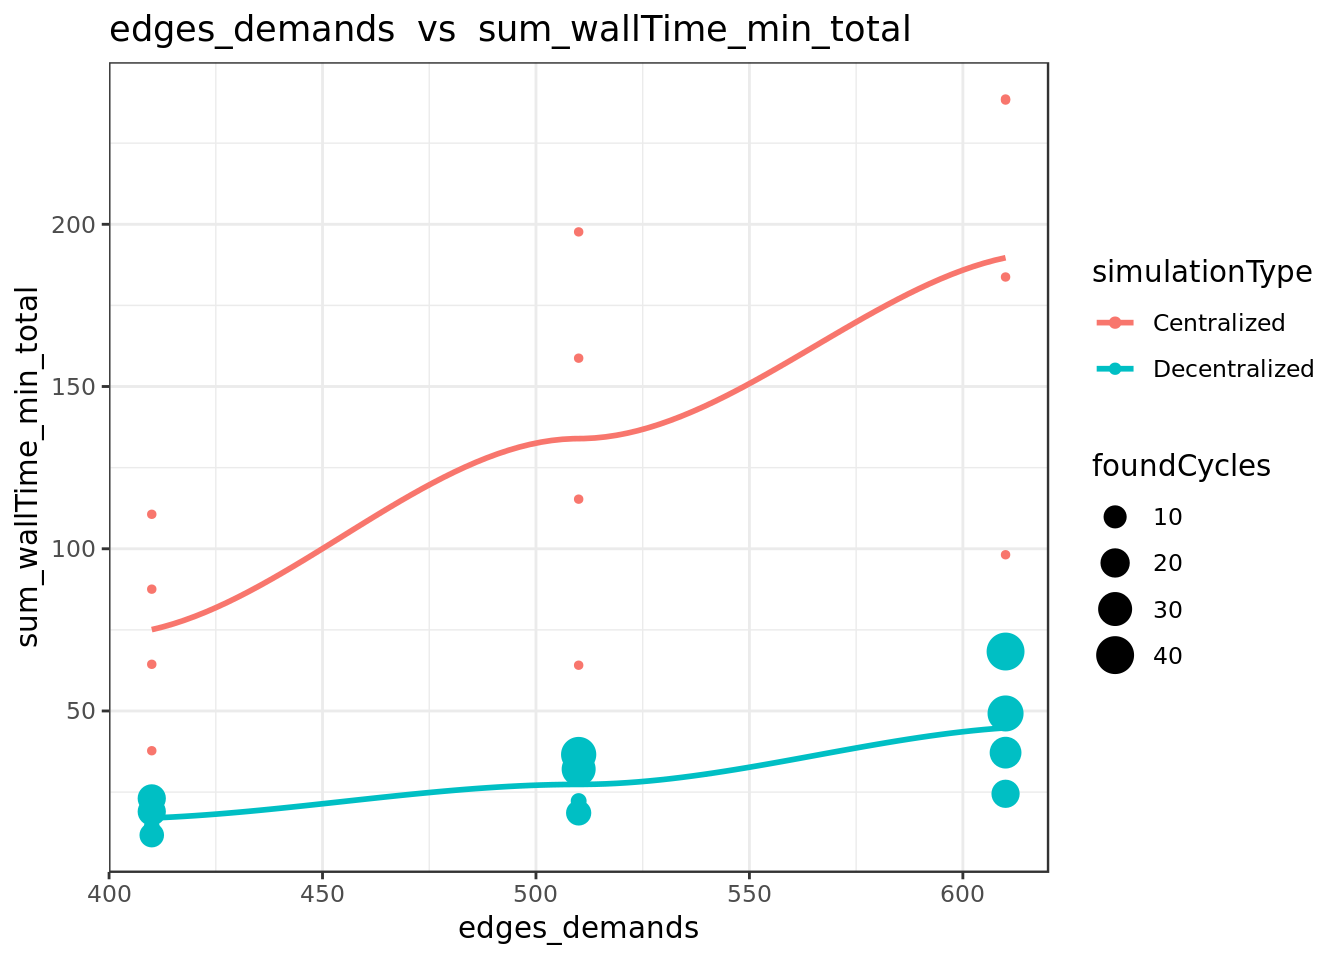 edges_demands  vs  sum_wallTime_min_total
sum_wallTime_min_total
200
150
100
50
400
450
500
550
600
edges_demands
simulationType
Centralized
Decentralized
foundCycles
10
20
30
40